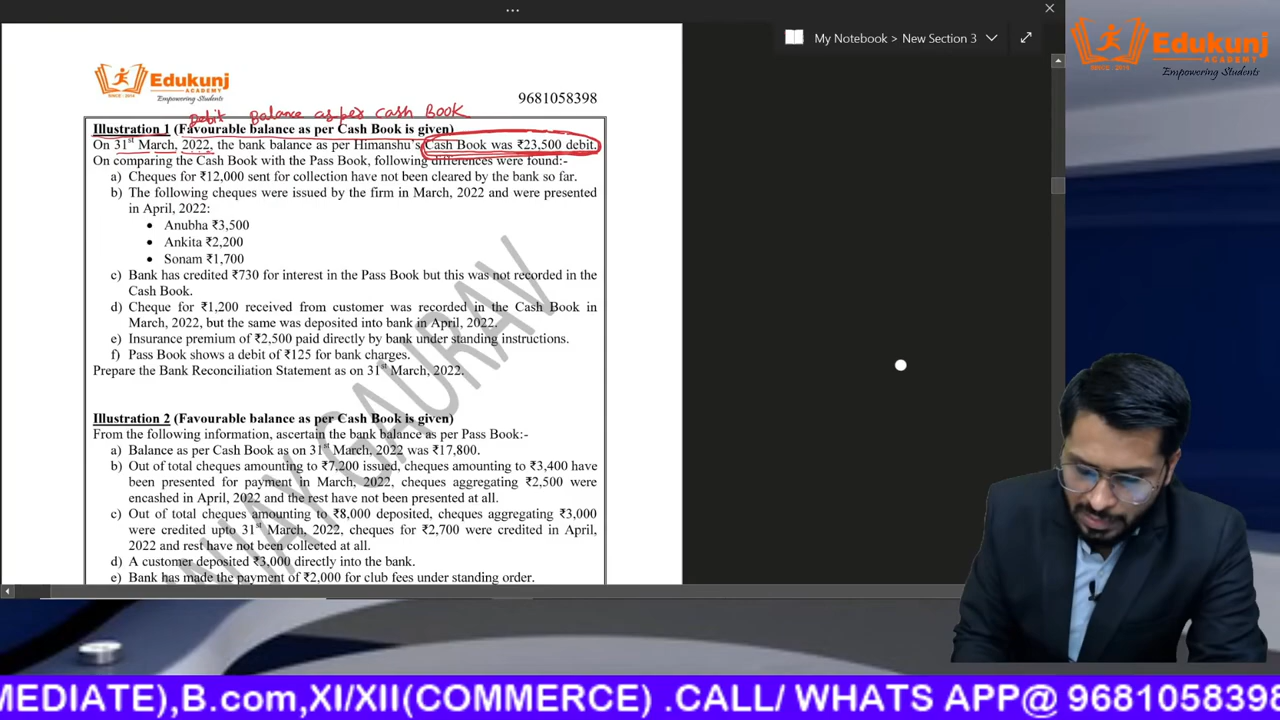 ...
My Notebook > New Section 3
Edukunj
ACADEMY
SINCE - 2016
Empowering Students
Edukunj
ACADEMY
SINCE - 2016
Empowering Students
9681058398
Debit Balance as per cash Book
Illustration 1 (Favourable balance as per Cash Book is given)
On 31st March, 2022, the bank balance as per Himanshu's Cash Book was ₹23,500 debit.
On comparing the Cash Book with the Pass Book, following differences were found:-
a) Cheques for ₹12,000 sent for collection have not been cleared by the bank so far.
b) The following cheques were issued by the firm in March, 2022 and were presented
in April, 2022:
• Anubha ₹3,500
• Ankita ₹2,200
• Sonam ₹1,700
c) Bank has credited ₹730 for interest in the Pass Book but this was not recorded in the
Cash Book.
d) Cheque for ₹1,200 received from customer was recorded in the Cash Book in
March, 2022, but the same was deposited into bank in April, 2022.
e) Insurance premium of ₹2,500 paid directly by bank under standing instructions.
f) Pass Book shows a debit of ₹125 for bank charges.
Prepare the Bank Reconciliation Statement as on 31st March, 2022.
Illustration 2 (Favourable balance as per Cash Book is given)
From the following information, ascertain the bank balance as per Pass Book:-
a) Balance as per Cash Book as on 31st March, 2022 was ₹17,800.
b) Out of total cheques amounting to ₹7,200 issued, cheques amounting to ₹3,400 have
been presented for payment in March, 2022, cheques aggregating ₹2,500 were
encashed in April, 2022 and the rest have not been presented at all.
c) Out of total cheques amounting to ₹8,000 deposited, cheques aggregating ₹3,000
were credited upto 31st March, 2022, cheques for ₹2,700 were credited in April,
2022 and rest have not been collected at all.
d) A customer deposited ₹3,000 directly into the bank.
e) Bank has made the payment of ₹2,000 for club fees under standing order.
GAURAV
MEDIATE),B.com,XI/XII(COMMERCE) .CALL/ WHATS APP@ 9681058398